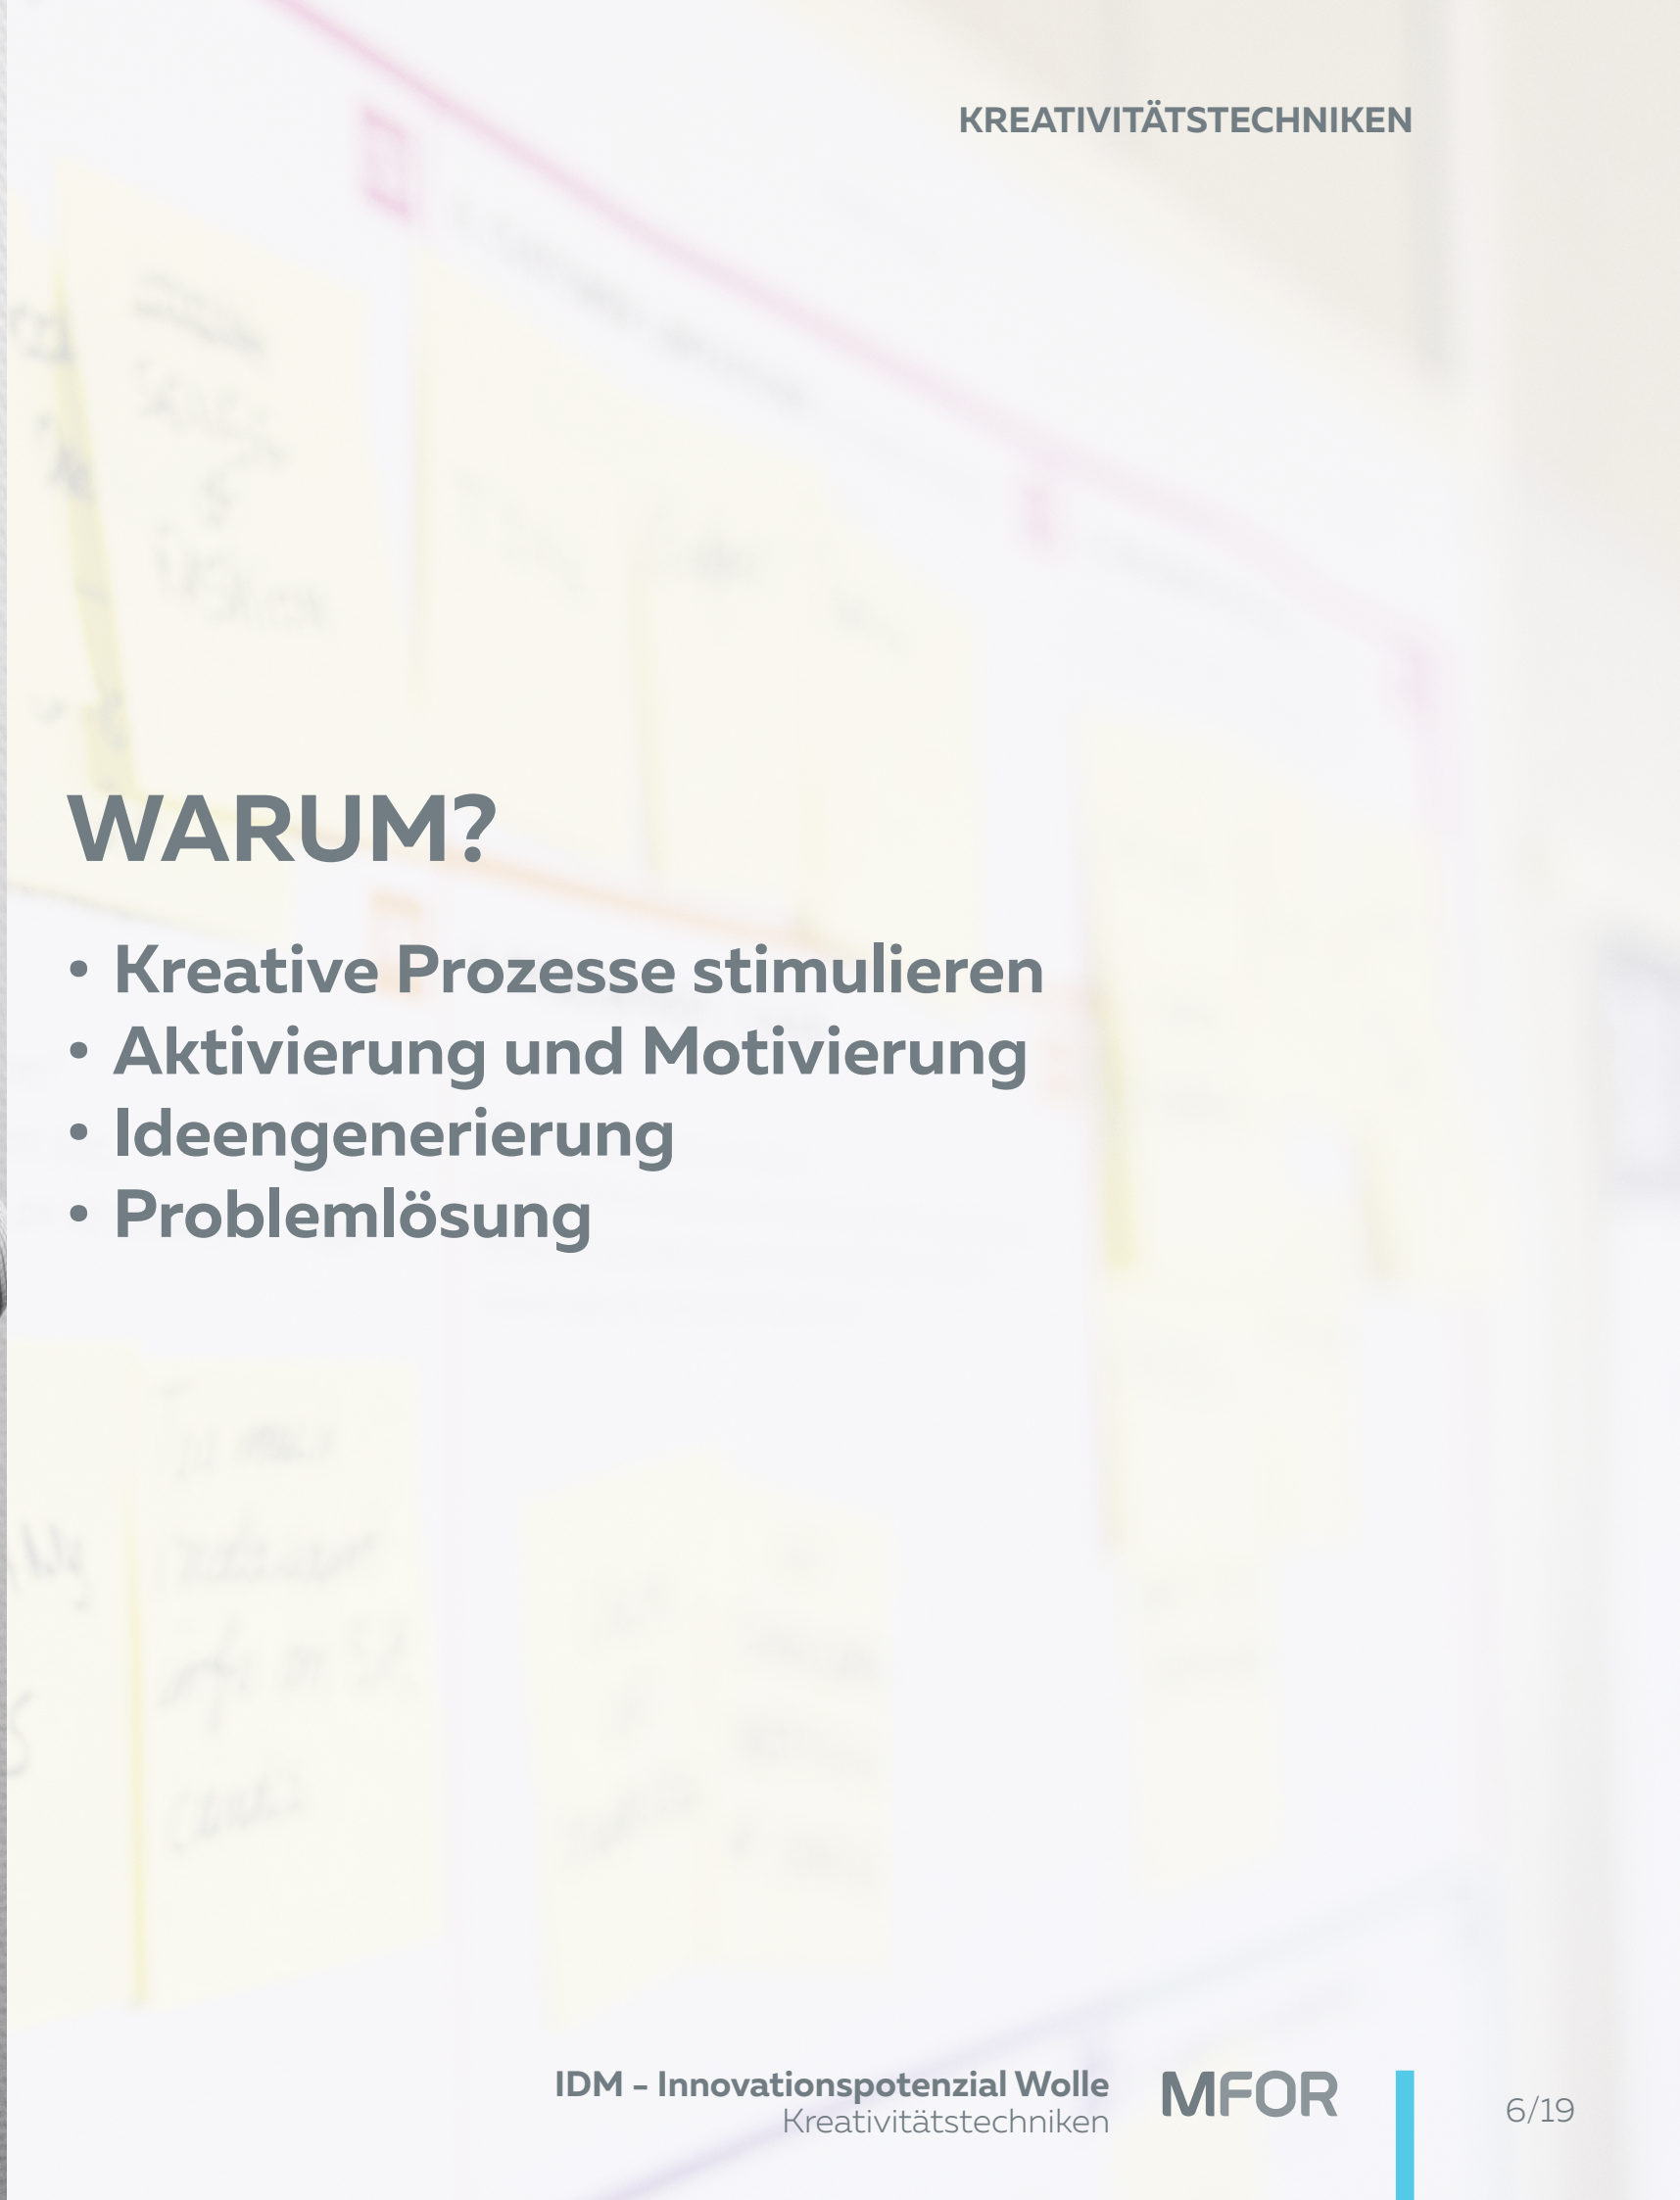 KREATIVITÄTSTECHNIKEN
WARUM?
• Kreative Prozesse stimulieren
• Aktivierung und Motivierung
• Ideengenerierung
• Problemlösung
IDM - Innovationspotenzial Wolle
Kreativitätstechniken
MFOR
6/19